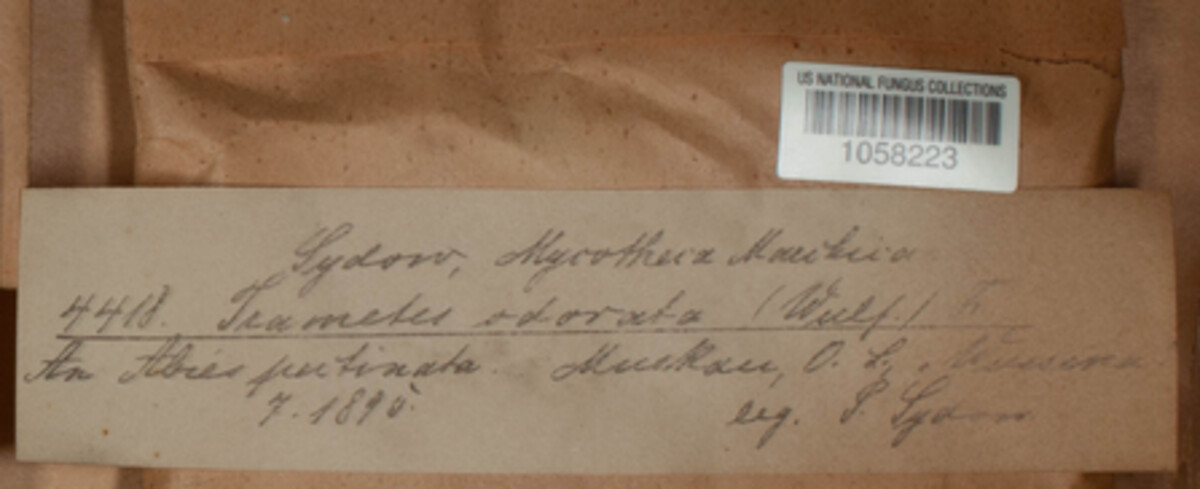 US NATIONAL FUNGUS COLLECTIONS
1058223
Sydow, Mycotheca Marchica
4418. Trametes odorata (Wulf.) Fr
An Abies pectinata. Muskau, O. L.
7. 1895. leg. P. Sydow